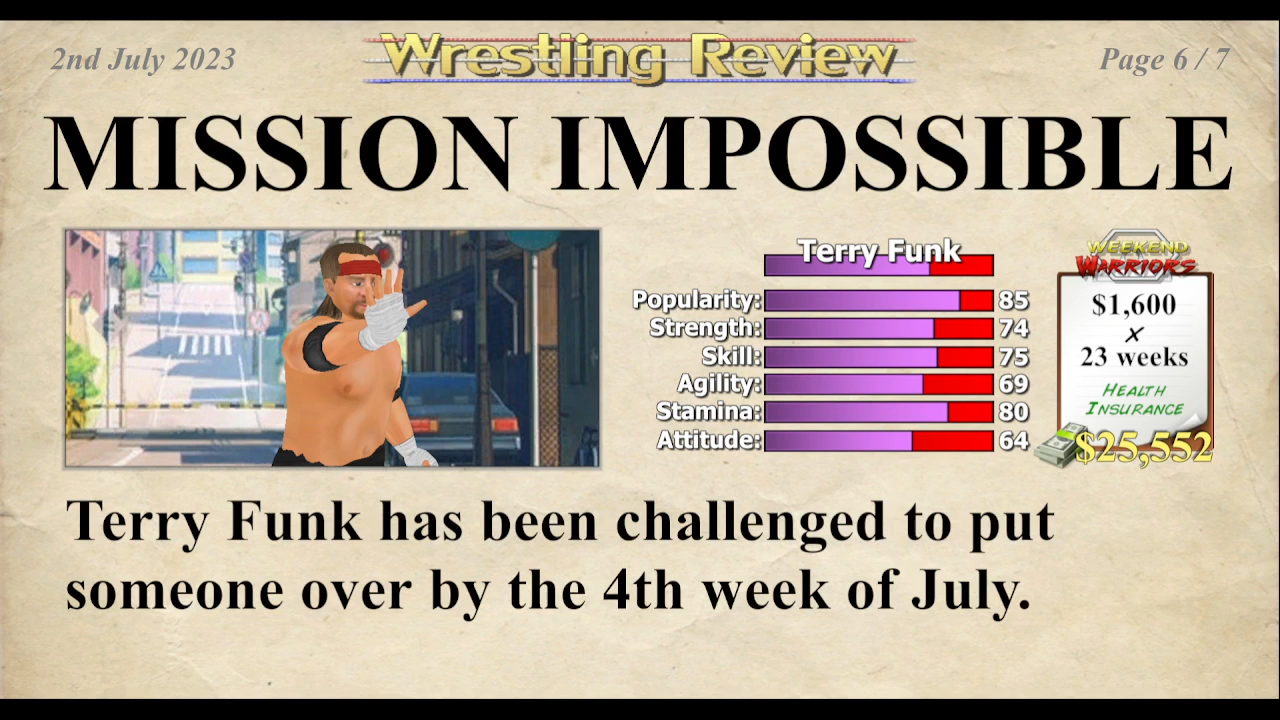 2nd July 2023
Wrestling Review
Page 6 / 7
MISSION IMPOSSIBLE
Terry Funk
Popularity: 85
Strength: 74
Skill: 75
Agility: 69
Stamina: 80
Attitude: 64
WEEKEND
WARRIORS
$1,600
x
23 weeks
HEALTH
INSURANCE
$25,552
Terry Funk has been challenged to put
someone over by the 4th week of July.